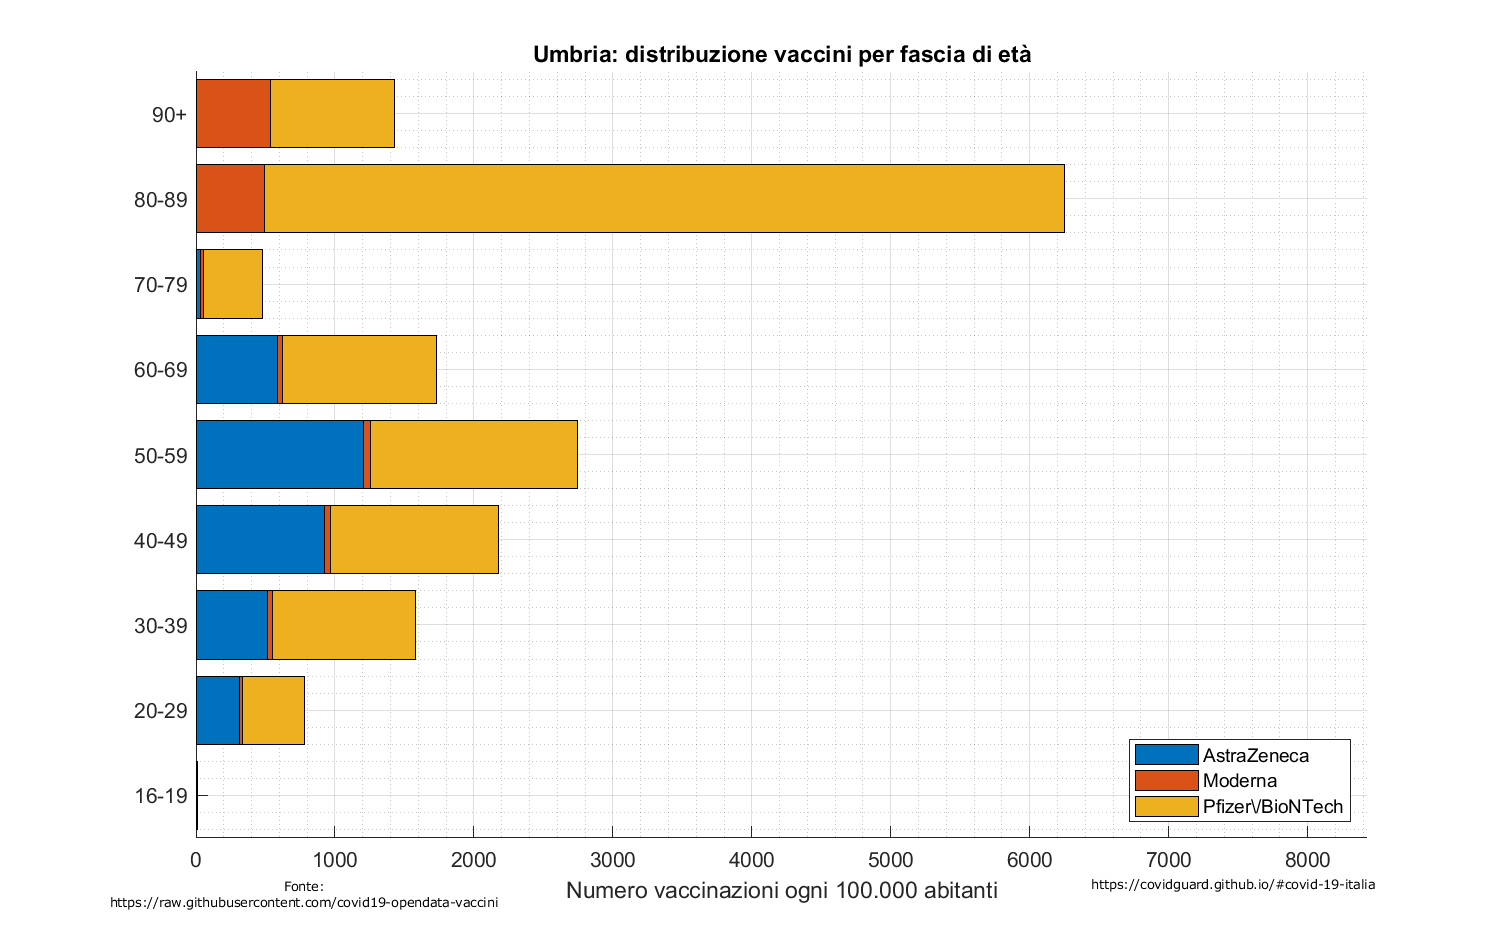 Umbria: distribuzione vaccini per fascia di età
90+
80-89
70-79
60-69
50-59
40-49
30-39
20-29
16-19
AstraZeneca
Moderna
Pfizer\/BioNTech
0 1000 2000 3000 4000 5000 6000 7000 8000
Numero vaccinazioni ogni 100.000 abitanti
Fonte:
https://raw.githubusercontent.com/covid19-opendata-vaccini
https://covidguard.github.io/#covid-19-italia